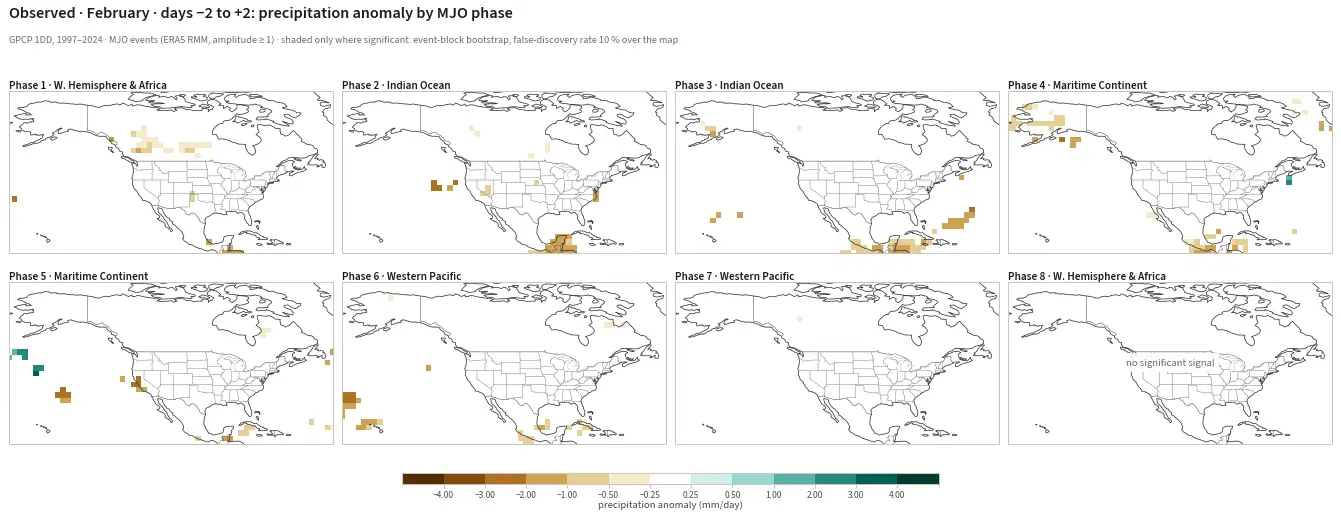 Observed · February · days −2 to +2: precipitation anomaly by MJO phase
GPCP 1DD, 1997–2024 · MJO events (ERA5 RMM, amplitude ≥ 1) · shaded only where significant: event-block bootstrap, false-discovery rate 10 % over the map
Phase 1 · W. Hemisphere & Africa
Phase 2 · Indian Ocean
Phase 3 · Indian Ocean
Phase 4 · Maritime Continent
Phase 5 · Maritime Continent
Phase 6 · Western Pacific
Phase 7 · Western Pacific
Phase 8 · W. Hemisphere & Africa
no significant signal
−4.00 −3.00 −2.00 −1.00 −0.50 −0.25 0.25 0.50 1.00 2.00 3.00 4.00
precipitation anomaly (mm/day)